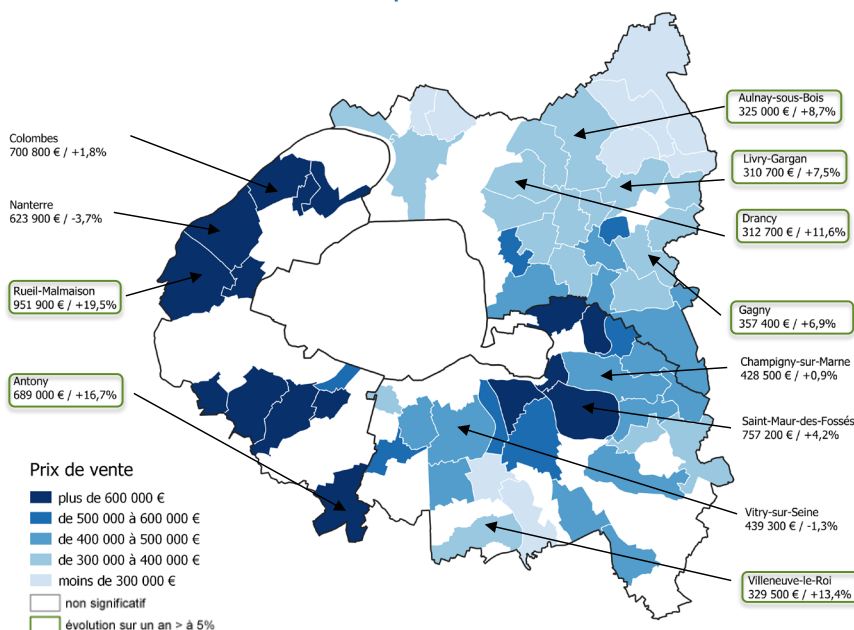 Colombes
700 800 € / +1,8%
Nanterre
623 900 € / -3,7%
Rueil-Malmaison
951 900 € / +19,5%
Antony
689 000 € / +16,7%
Aulnay-sous-Bois
325 000 € / +8,7%
Livry-Gargan
310 700 € / +7,5%
Drancy
312 700 € / +11,6%
Gagny
357 400 € / +6,9%
Champigny-sur-Marne
428 500 € / +0,9%
Saint-Maur-des-Fossés
757 200 € / +4,2%
Vitry-sur-Seine
439 300 € / -1,3%
Villeneuve-le-Roi
329 500 € / +13,4%
Prix de vente
plus de 600 000 €
de 500 000 à 600 000 €
de 400 000 à 500 000 €
de 300 000 à 400 000 €
moins de 300 000 €
non significatif
évolution sur un an > à 5%